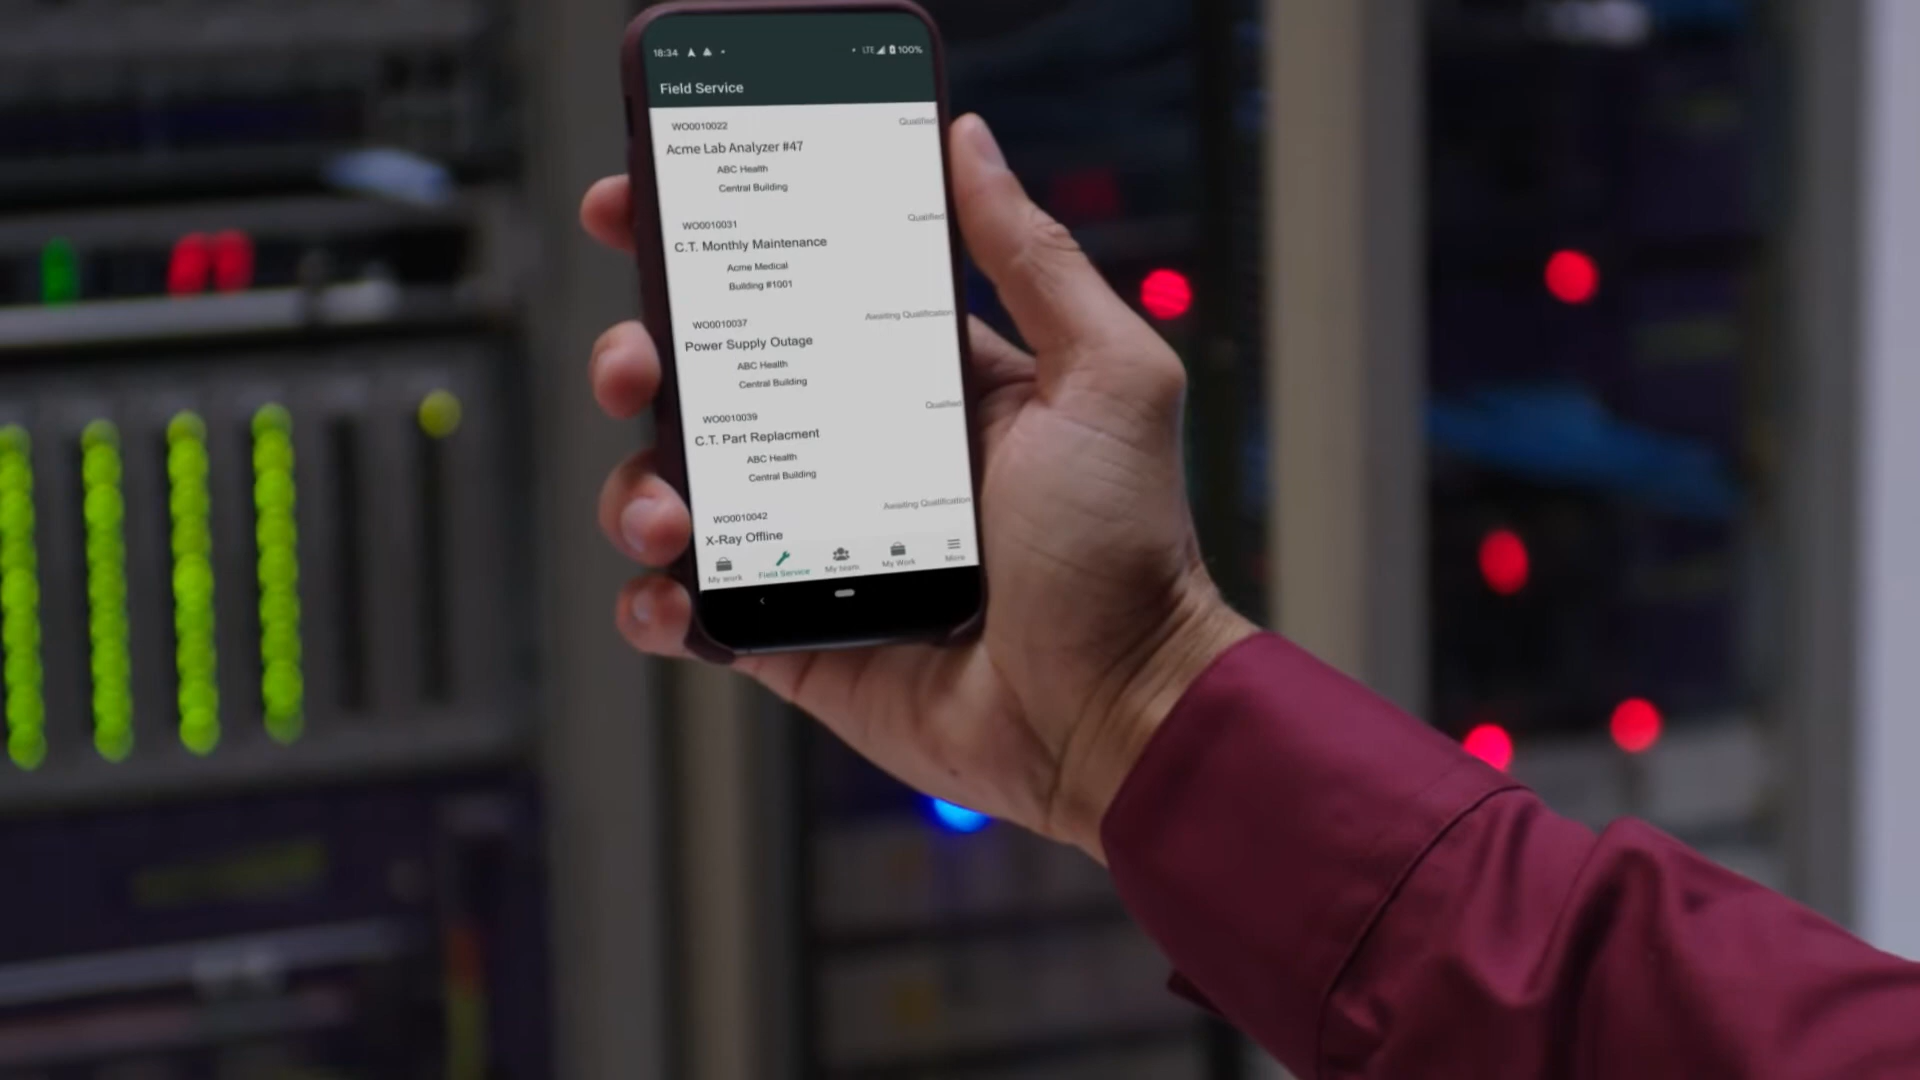 18:34 LTE 100%
Field Service
WO0010022 Qualified
Acme Lab Analyzer #47
ABC Health
Central Building
WO0010031 Qualified
C.T. Monthly Maintenance
Acme Medical
Building #1001
WO0010037 Awaiting Qualification
Power Supply Outage
ABC Health
Central Building
WO0010039 Qualified
C.T. Part Replacment
ABC Health
Central Building
WO0010042 Awaiting Qualification
X-Ray Offline
My work Field Service My team My Work More